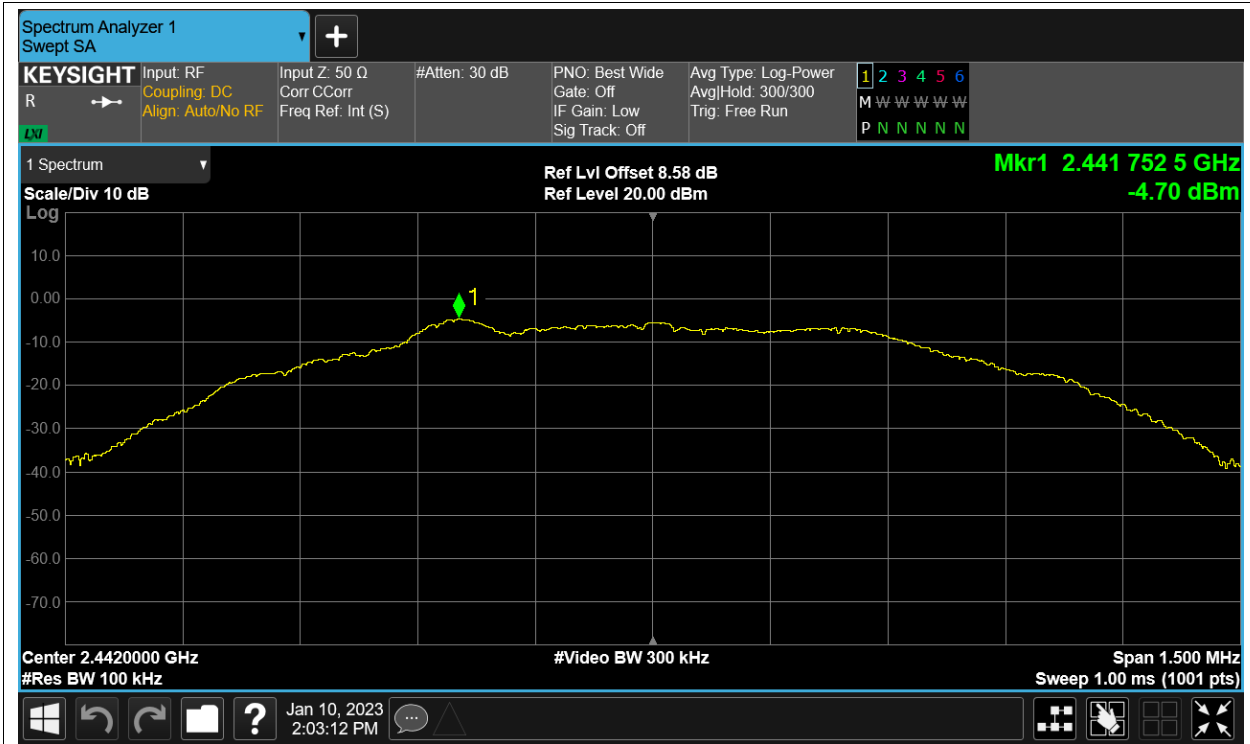 Spectrum Analyzer 1
Swept SA
KEYSIGHT
R
LXI
Input: RF
Coupling: DC
Align: Auto/No RF
Input Z: 50 Ω
Corr CCorr
Freq Ref: Int (S)
#Atten: 30 dB
PNO: Best Wide
Gate: Off
IF Gain: Low
Sig Track: Off
Avg Type: Log-Power
Avg|Hold: 300/300
Trig: Free Run
1 2 3 4 5 6
M W W W W W
P N N N N N
1 Spectrum
Scale/Div 10 dB
Log
Ref Lvl Offset 8.58 dB
Ref Level 20.00 dBm
Mkr1 2.441 752 5 GHz
-4.70 dBm
10.0
0.00
1
-10.0
-20.0
-30.0
-40.0
-50.0
-60.0
-70.0
Center 2.4420000 GHz
#Video BW 300 kHz
Span 1.500 MHz
#Res BW 100 kHz
Sweep 1.00 ms (1001 pts)
?
Jan 10, 2023
2:03:12 PM